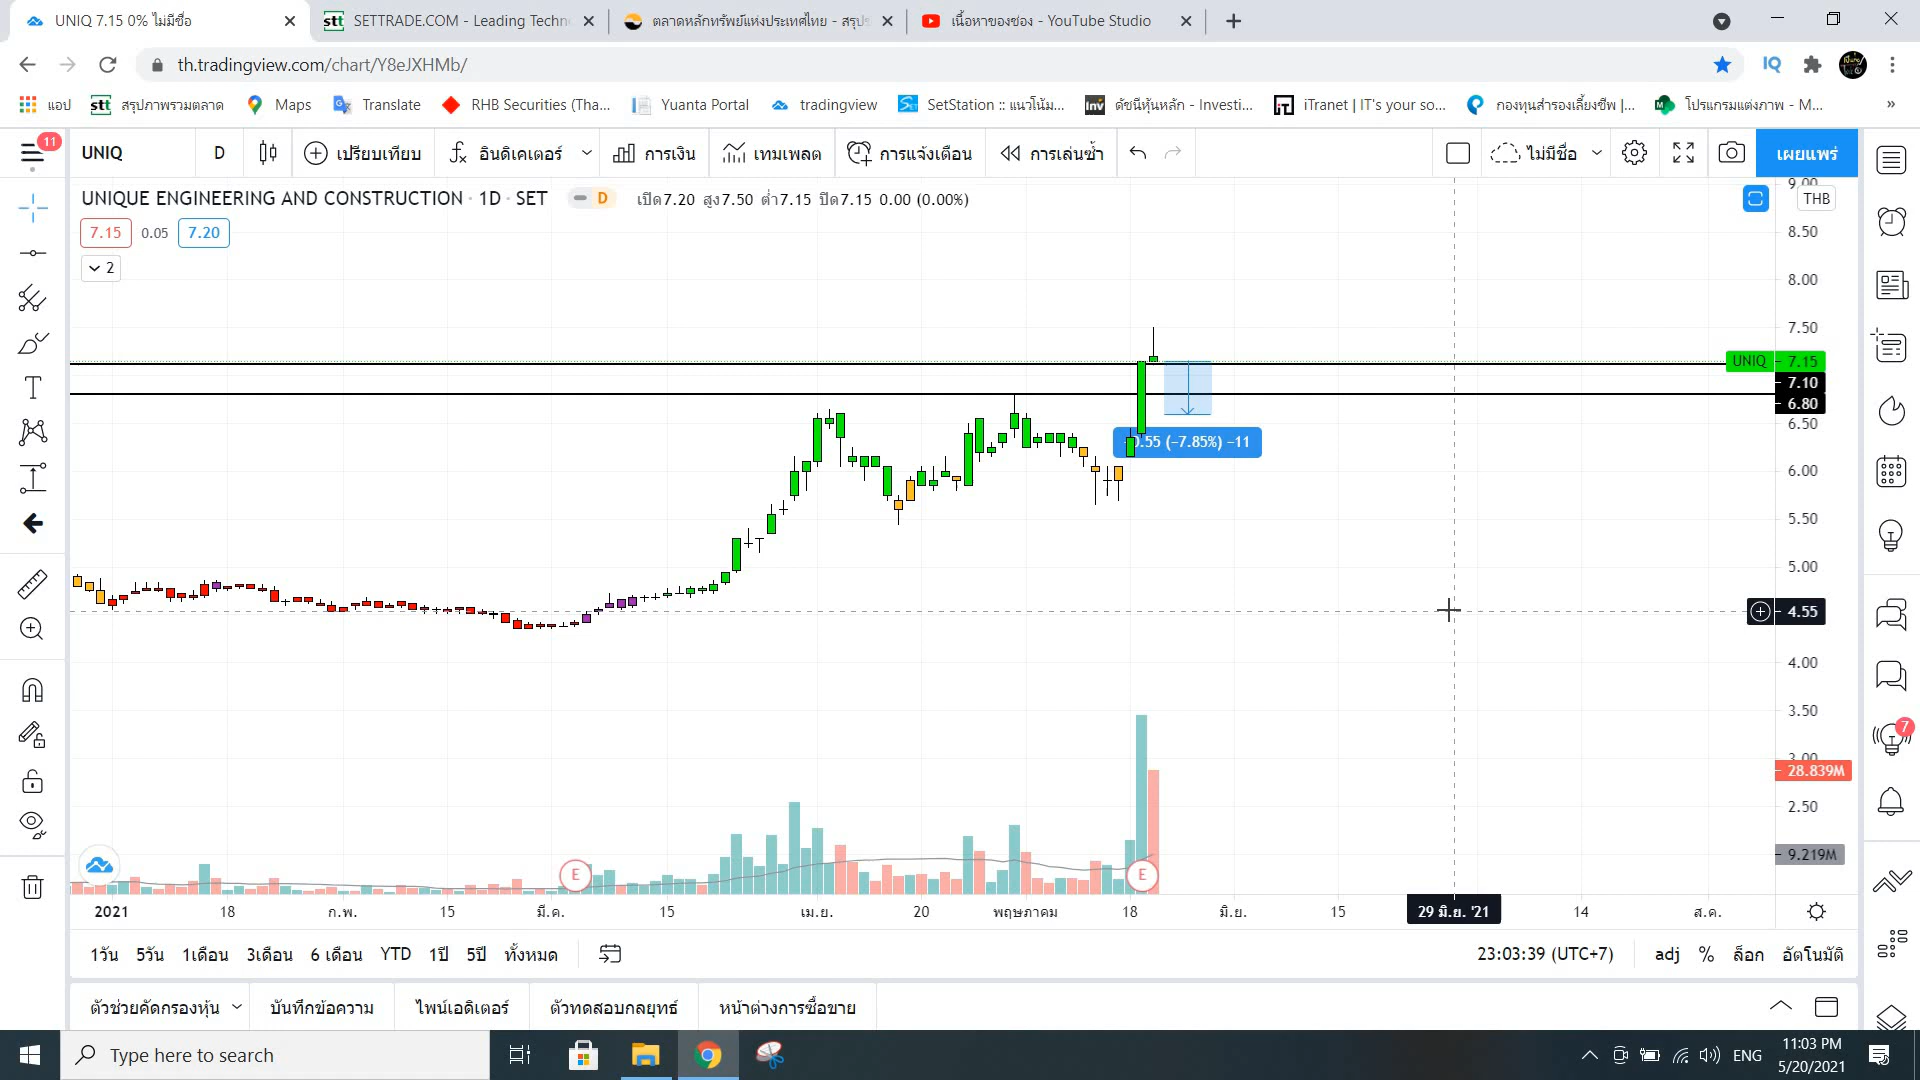 UNIQ 7.15 0% ไม่มีชื่อ
SETTRADE.COM - Leading Techn
ตลาดหลักทรัพย์แห่งประเทศไทย - สรุปข
เนื้อหาของช่อง - YouTube Studio
th.tradingview.com/chart/Y8eJXHMb/
IQ
แอป
stt สรุปภาพรวมตลาด
Maps
Translate
RHB Securities (Tha...
Yuanta Portal
tradingview
SetStation :: แนวโน้ม...
Inv ดัชนีหุ้นหลัก - Investi...
iTranet | IT's your so...
กองทุนสำรองเลี้ยงชีพ |...
โปรแกรมแต่งภาพ - M...
»
11
UNIQ
D
เปรียบเทียบ
อินดิเคเตอร์
การเงิน
เทมเพลต
การแจ้งเตือน
การเล่นซ้ำ
ไม่มีชื่อ
เผยแพร่
UNIQUE ENGINEERING AND CONSTRUCTION · 1D · SET
D
เปิด7.20 สูง7.50 ต่ำ7.15 ปิด7.15 0.00 (0.00%)
7.15 0.05 7.20
2
9.00
THB
8.50
8.00
7.50
UNIQ 7.15
7.10
6.80
6.50
6.00
5.50
5.00
4.55
4.00
3.50
3.00
28.839M
2.50
9.219M
.55 (−7.85%) −11
E
E
7
2021 18 ก.พ. 15 มี.ค. 15 เม.ย. 20 พฤษภาคม 18 มิ.ย. 15 29 มิ.ย. '21 14 ส.ค.
1วัน 5วัน 1เดือน 3เดือน 6 เดือน YTD 1ปี 5ปี ทั้งหมด
23:03:39 (UTC+7) adj % ล็อก อัตโนมัติ
ตัวช่วยคัดกรองหุ้น
บันทึกข้อความ
ไพน์เอดิเตอร์
ตัวทดสอบกลยุทธ์
หน้าต่างการซื้อขาย
Type here to search
ENG
11:03 PM
5/20/2021